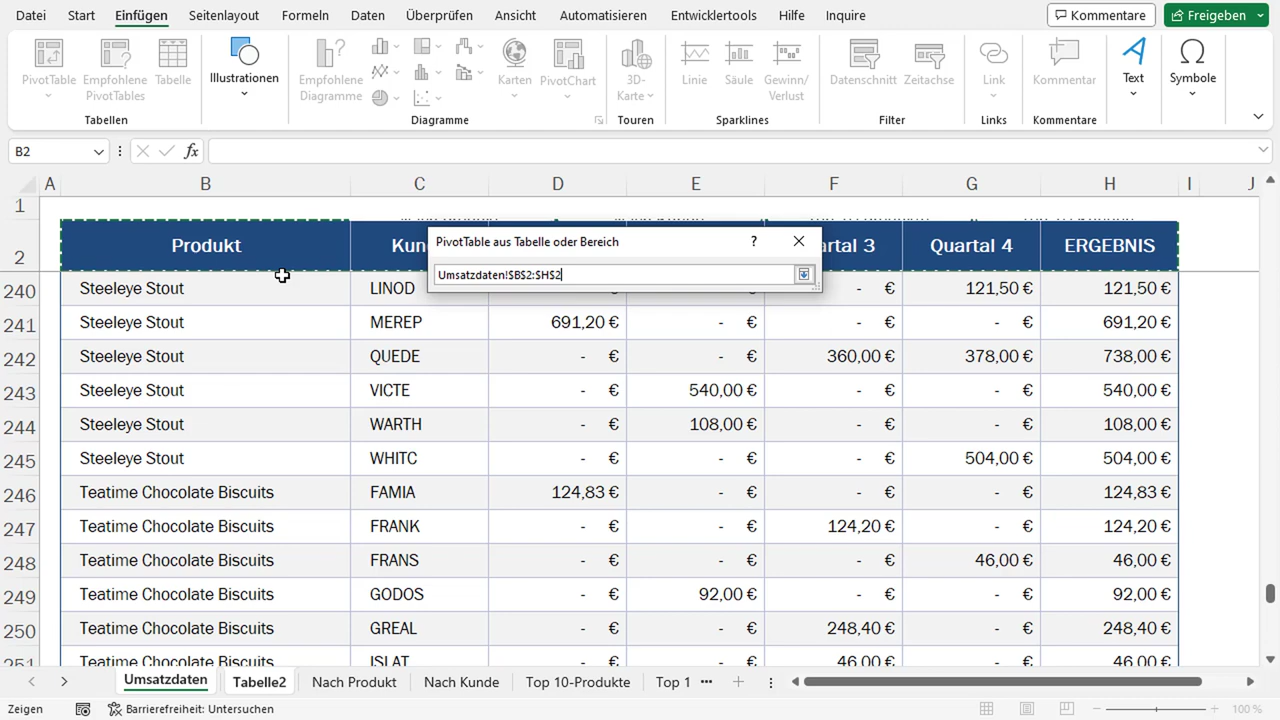 Datei Start Einfügen Seitenlayout Formeln Daten Überprüfen Ansicht Automatisieren Entwicklertools Hilfe Inquire Kommentare Freigeben
PivotTable Empfohlene PivotTables Tabelle Illustrationen Empfohlene Diagramme Karten PivotChart 3D-Karte Linie Säule Gewinn/Verlust Datenschnitt Zeitachse Link Kommentar Text Symbole
Tabellen Diagramme Touren Sparklines Filter Links Kommentare
B2 fx
A B C D E F G H I J
1
PivotTable aus Tabelle oder Bereich ?
Umsatzdaten!$B$2:$H$2
2 Produkt Kun rtal 3 Quartal 4 ERGEBNIS
240 Steeleye Stout LINOD - € 121,50 € 121,50 €
241 Steeleye Stout MEREP 691,20 € - € - € - € 691,20 €
242 Steeleye Stout QUEDE - € - € 360,00 € 378,00 € 738,00 €
243 Steeleye Stout VICTE - € 540,00 € - € - € 540,00 €
244 Steeleye Stout WARTH - € 108,00 € - € - € 108,00 €
245 Steeleye Stout WHITC - € - € - € 504,00 € 504,00 €
246 Teatime Chocolate Biscuits FAMIA 124,83 € - € - € - € 124,83 €
247 Teatime Chocolate Biscuits FRANK - € - € 124,20 € - € 124,20 €
248 Teatime Chocolate Biscuits FRANS - € - € - € 46,00 € 46,00 €
249 Teatime Chocolate Biscuits GODOS - € 92,00 € - € - € 92,00 €
250 Teatime Chocolate Biscuits GREAL - € - € 248,40 € - € 248,40 €
251 Teatime Chocolate Biscuits ISLAT - € - € 46,00 € - € 46,00 €
Umsatzdaten Tabelle2 Nach Produkt Nach Kunde Top 10-Produkte Top 1
Zeigen Barrierefreiheit: Untersuchen 100 %